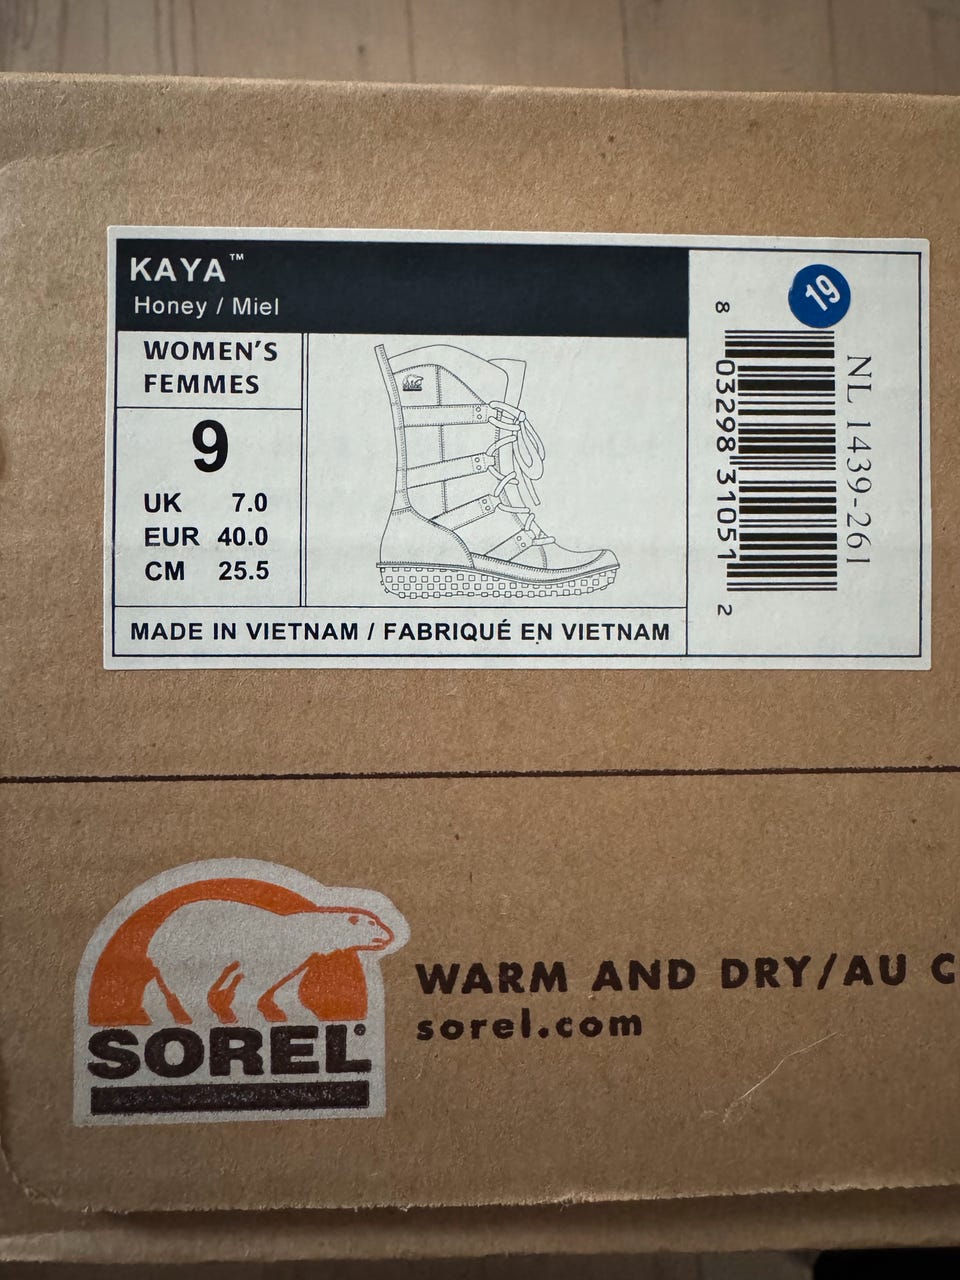 KAYA™
Honey / Miel
WOMEN'S
FEMMES
9
UK 7.0
EUR 40.0
CM 25.5
MADE IN VIETNAM / FABRIQUÉ EN VIETNAM
19
8 03298 31051 2
NL 1439-261
SOREL®
WARM AND DRY/AU C
sorel.com